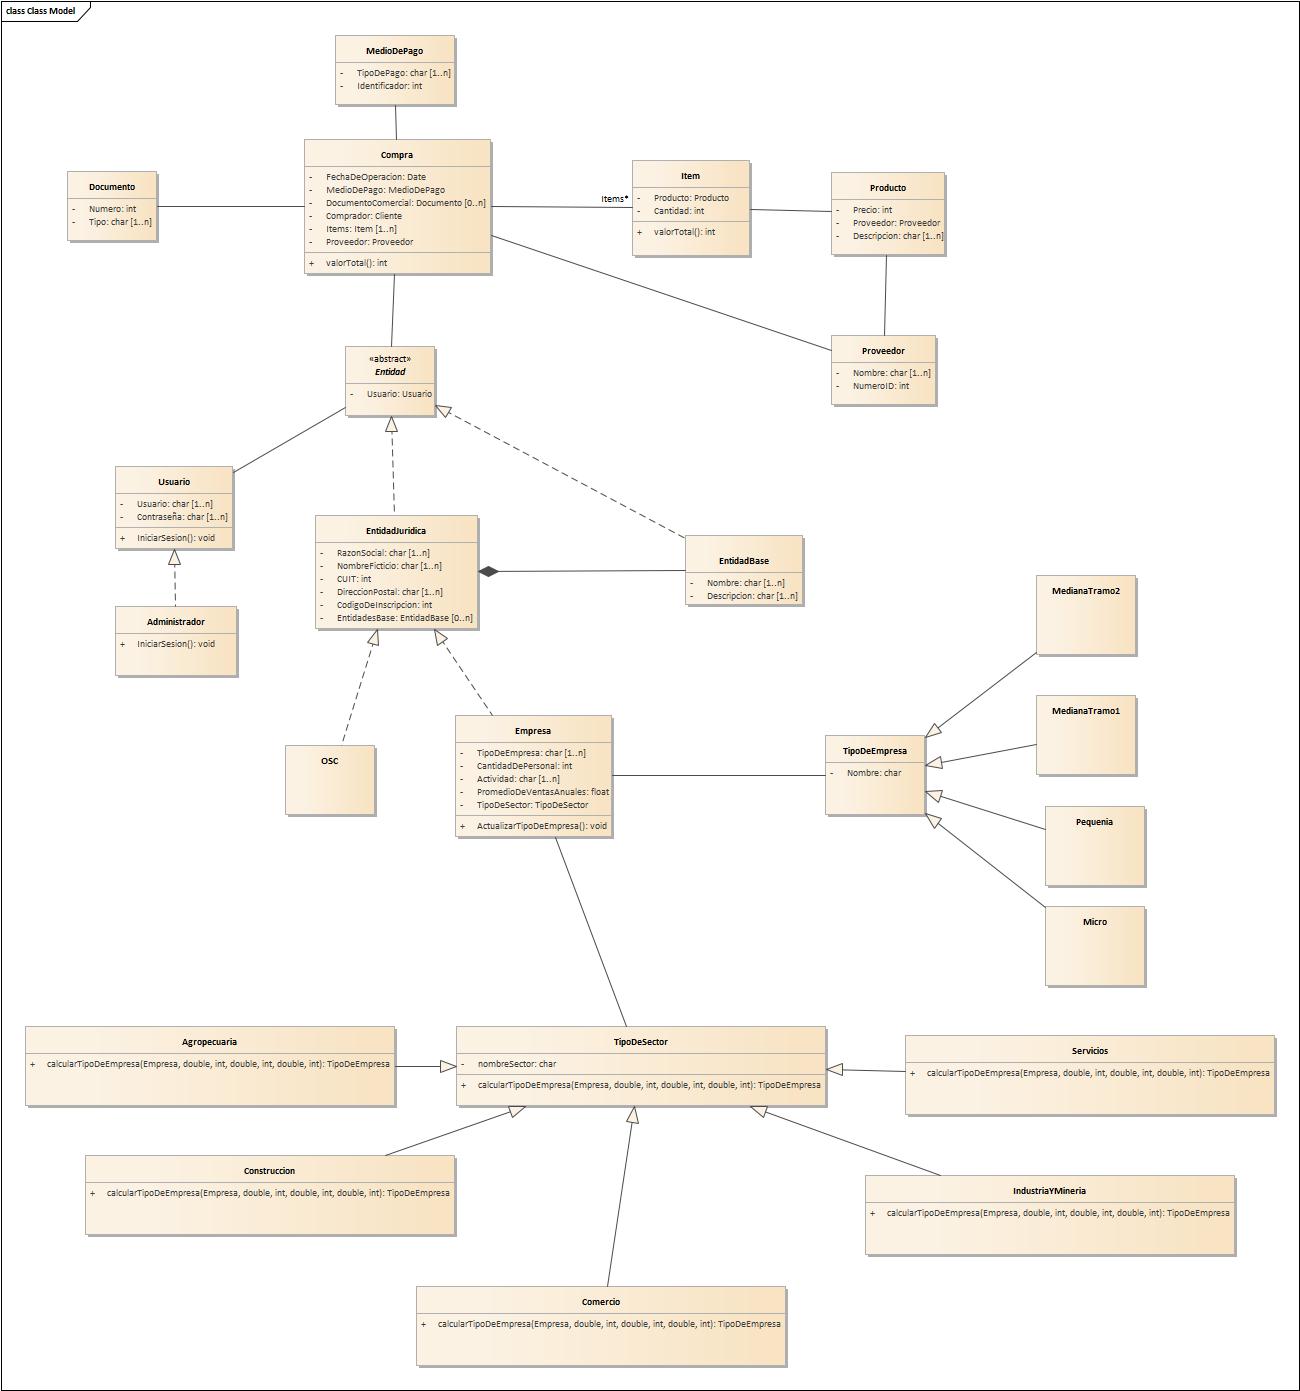 class Class Model
MedioDePago
- TipoDePago: char [1..n]
- Identificador: int
Compra
- FechaDeOperacion: Date
- MedioDePago: MedioDePago
- DocumentoComercial: Documento [0..n]
- Comprador: Cliente
- Items: Item [1..n]
- Proveedor: Proveedor
+ valorTotal(): int
Documento
- Numero: int
- Tipo: char [1..n]
Items*
Item
- Producto: Producto
- Cantidad: int
+ valorTotal(): int
Producto
- Precio: int
- Proveedor: Proveedor
- Descripcion: char [1..n]
Proveedor
- Nombre: char [1..n]
- NumeroID: int
«abstract»
Entidad
- Usuario: Usuario
Usuario
- Usuario: char [1..n]
- Contraseña: char [1..n]
+ IniciarSesion(): void
Administrador
+ IniciarSesion(): void
EntidadJuridica
- RazonSocial: char [1..n]
- NombreFicticio: char [1..n]
- CUIT: int
- DireccionPostal: char [1..n]
- CodigoDeInscripcion: int
- EntidadesBase: EntidadBase [0..n]
EntidadBase
- Nombre: char [1..n]
- Descripcion: char [1..n]
OSC
Empresa
- TipoDeEmpresa: char [1..n]
- CantidadDePersonal: int
- Actividad: char [1..n]
- PromedioDeVentasAnuales: float
- TipoDeSector: TipoDeSector
+ ActualizarTipoDeEmpresa(): void
TipoDeEmpresa
- Nombre: char
MedianaTramo2
MedianaTramo1
Pequenia
Micro
Agropecuaria
+ calcularTipoDeEmpresa(Empresa, double, int, double, int, double, int): TipoDeEmpresa
TipoDeSector
- nombreSector: char
+ calcularTipoDeEmpresa(Empresa, double, int, double, int, double, int): TipoDeEmpresa
Servicios
+ calcularTipoDeEmpresa(Empresa, double, int, double, int, double, int): TipoDeEmpresa
Construccion
+ calcularTipoDeEmpresa(Empresa, double, int, double, int, double, int): TipoDeEmpresa
IndustriaYMineria
+ calcularTipoDeEmpresa(Empresa, double, int, double, int, double, int): TipoDeEmpresa
Comercio
+ calcularTipoDeEmpresa(Empresa, double, int, double, int, double, int): TipoDeEmpresa